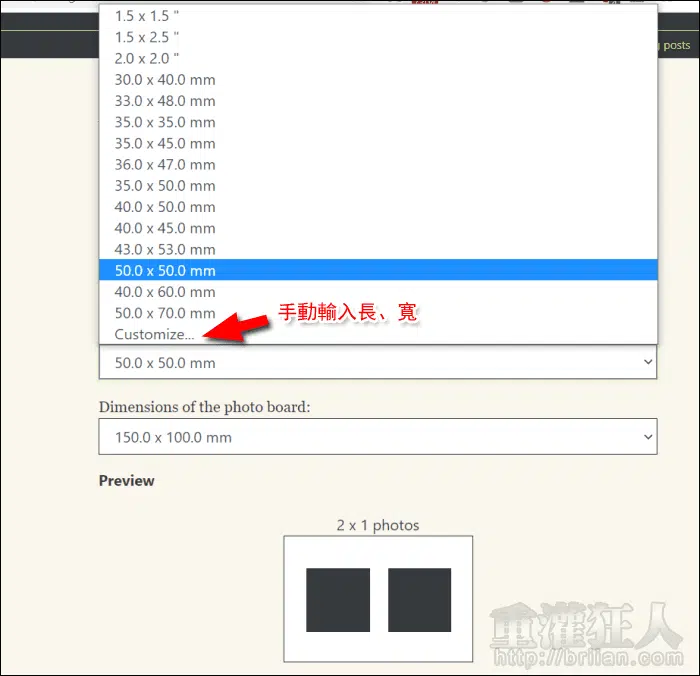 1.5 x 1.5 "
1.5 x 2.5 "
2.0 x 2.0 "
posts
30.0 x 40.0 mm
33.0 x 48.0 mm
35.0 x 35.0 mm
35.0 x 45.0 mm
36.0 x 47.0 mm
35.0 x 50.0 mm
40.0 x 50.0 mm
40.0 x 45.0 mm
43.0 x 53.0 mm
50.0 x 50.0 mm
40.0 x 60.0 mm
50.0 x 70.0 mm
手動輸入長、寬
Customize...
50.0 x 50.0 mm
Dimensions of the photo board:
150.0 x 100.0 mm
Preview
2 x 1 photos
重灌狂人
http://briian.com